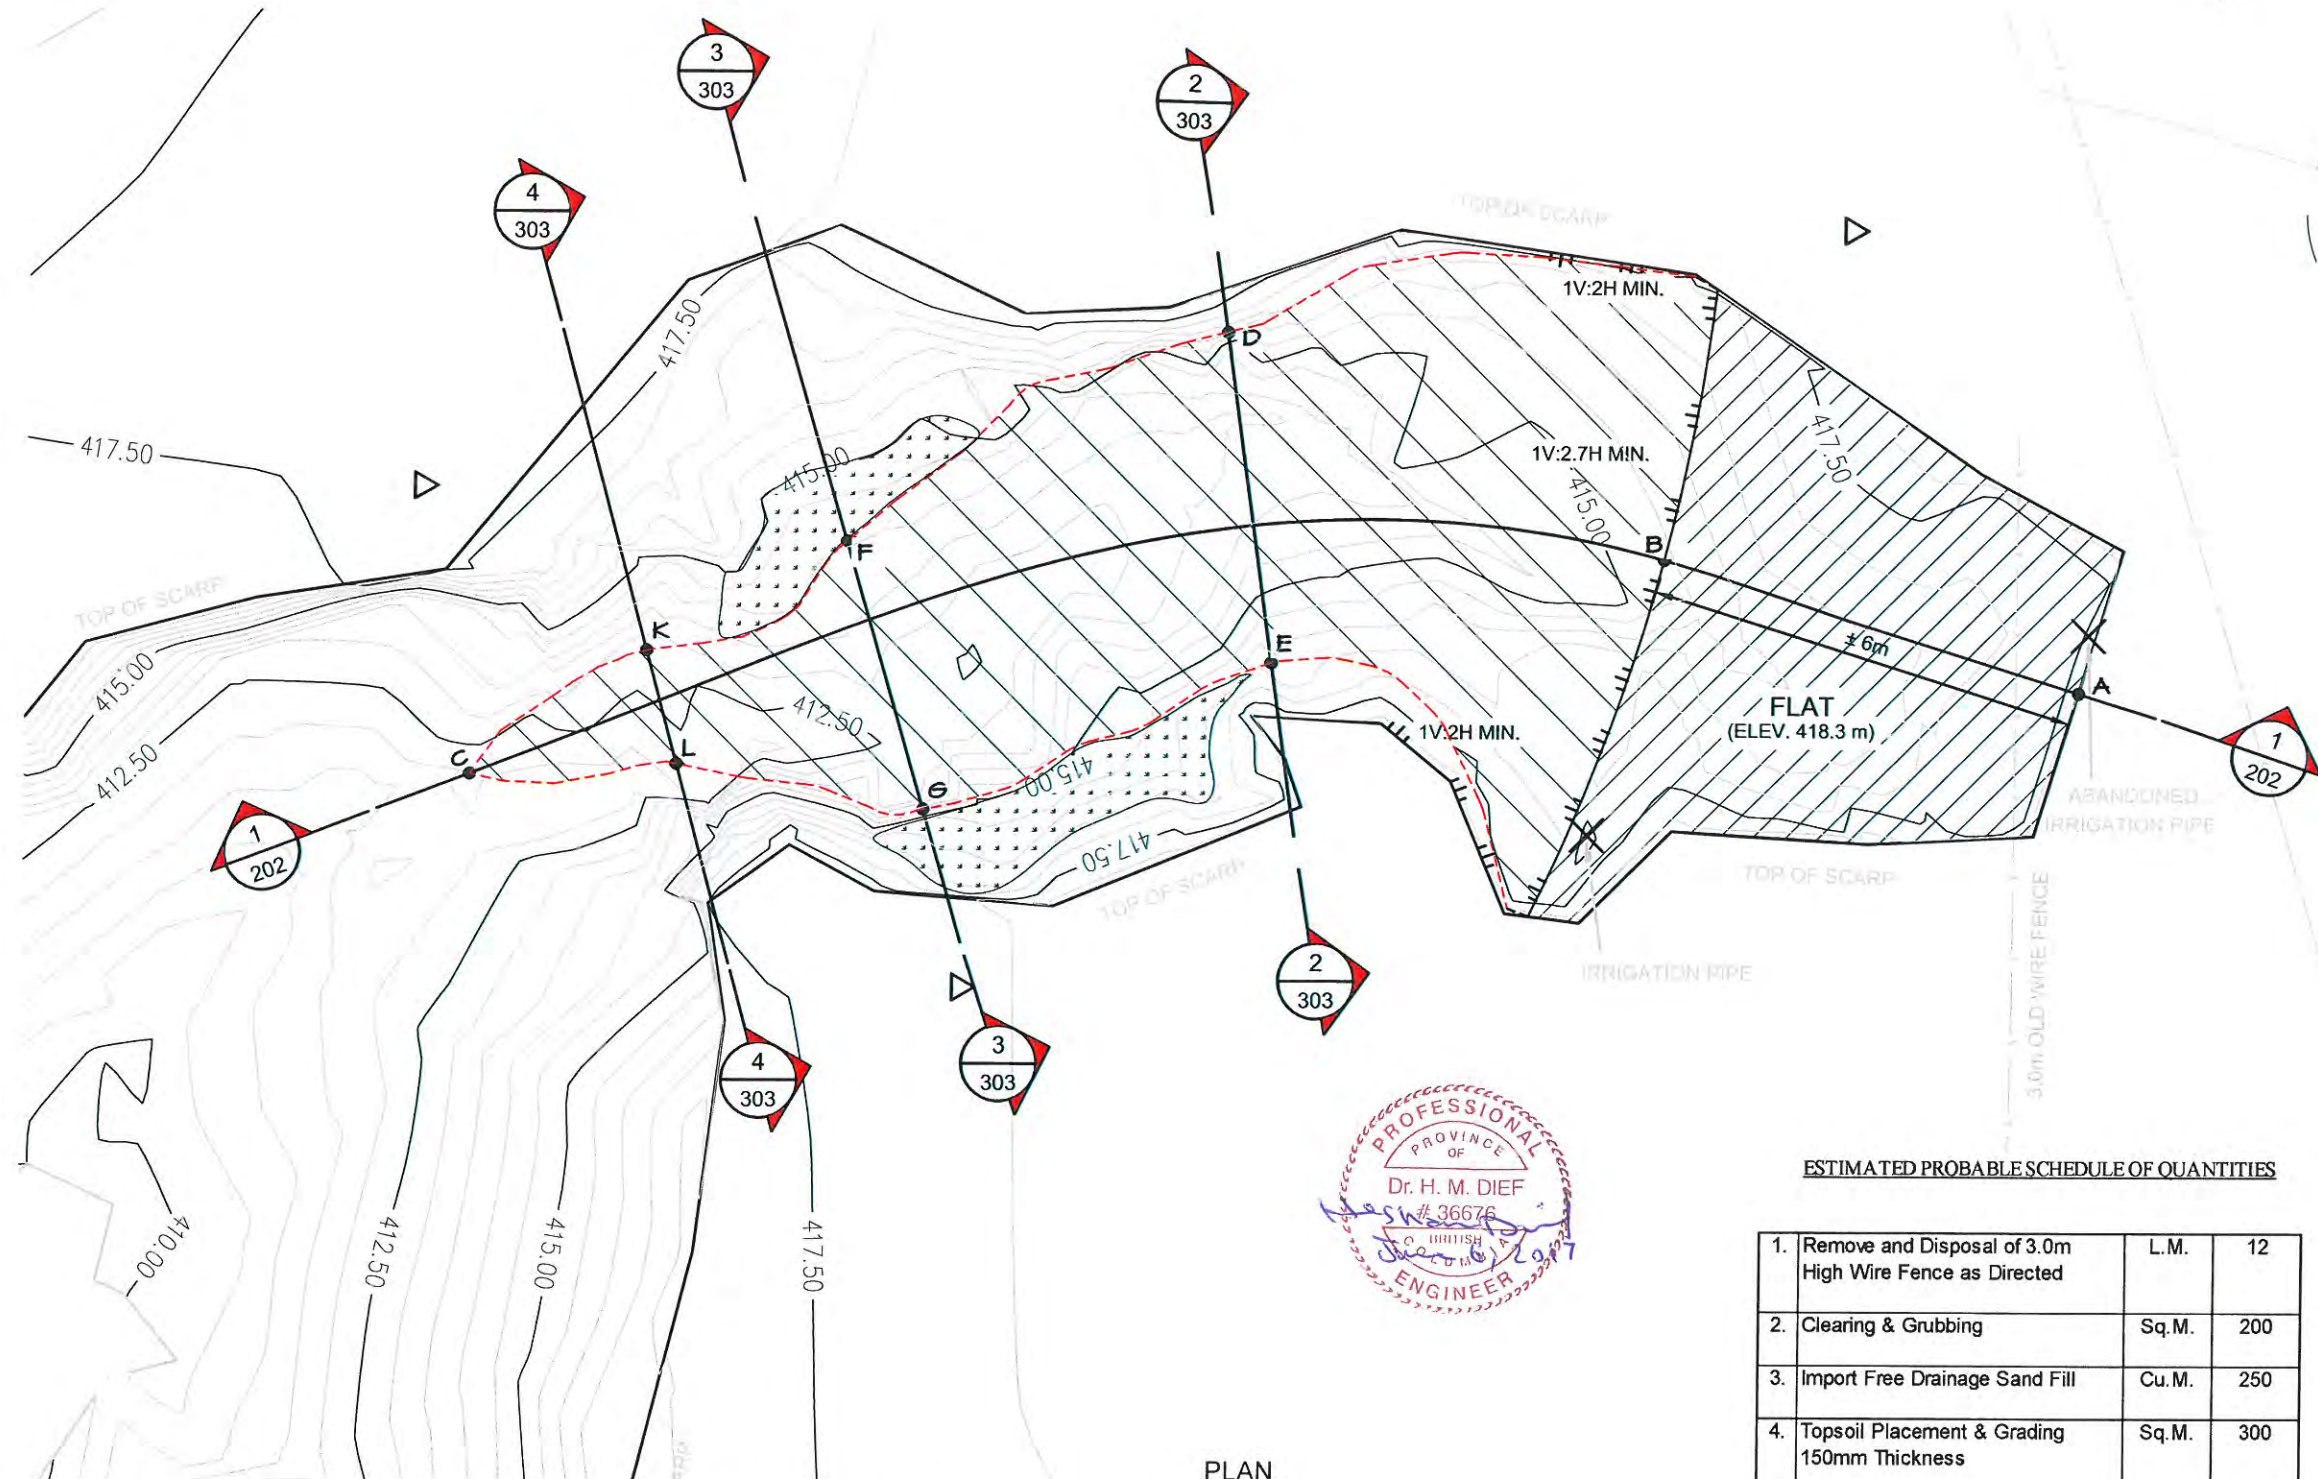 3
303
2
303
4
303
TOP OF SCARP
1V:2H MIN.
417.50
D
417.50
417.50
1V:2.7H MIN.
415.00
415.00
F
B
TOP OF SCARP
K
E
±6m
415.00
A
412.50
FLAT
(ELEV. 418.3 m)
1V:2H MIN.
L
C
412.50
1
202
G
415.00
ABANDONED
IRRIGATION PIPE
1
202
417.50
TOP OF SCARP
TOP OF SCARP
3.0m OLD WIRE FENCE
IRRIGATION PIPE
2
303
3
303
4
303
410.00
412.50
415.00
417.50
PROFESSIONAL
PROVINCE
OF
Dr. H. M. DIEF
# 36676
BRITISH
COLUMBIA
ENGINEER
ESTIMATED PROBABLE SCHEDULE OF QUANTITIES
1. Remove and Disposal of 3.0m L.M. 12
High Wire Fence as Directed
2. Clearing & Grubbing Sq.M. 200
3. Import Free Drainage Sand Fill Cu.M. 250
4. Topsoil Placement & Grading Sq.M. 300
150mm Thickness
PLAN